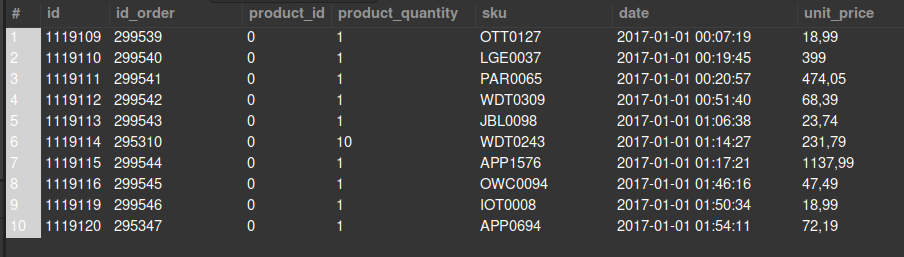 # id id_order product_id product_quantity sku date unit_price
1 1119109 299539 0 1 OTT0127 2017-01-01 00:07:19 18,99
2 1119110 299540 0 1 LGE0037 2017-01-01 00:19:45 399
3 1119111 299541 0 1 PAR0065 2017-01-01 00:20:57 474,05
4 1119112 299542 0 1 WDT0309 2017-01-01 00:51:40 68,39
5 1119113 299543 0 1 JBL0098 2017-01-01 01:06:38 23,74
6 1119114 295310 0 10 WDT0243 2017-01-01 01:14:27 231,79
7 1119115 299544 0 1 APP1576 2017-01-01 01:17:21 1137,99
8 1119116 299545 0 1 OWC0094 2017-01-01 01:46:16 47,49
9 1119119 299546 0 1 IOT0008 2017-01-01 01:50:34 18,99
10 1119120 295347 0 1 APP0694 2017-01-01 01:54:11 72,19